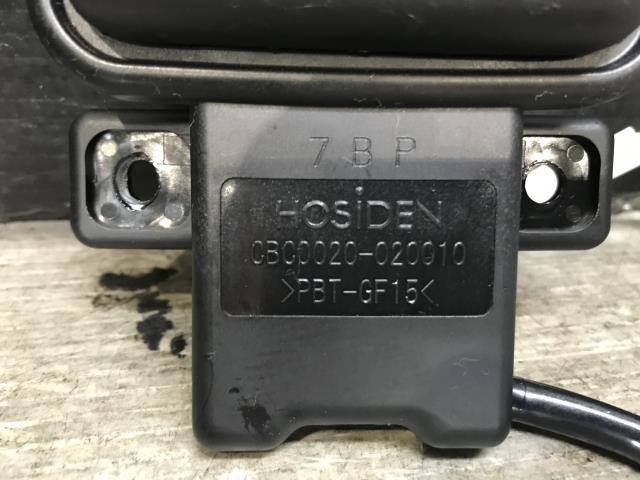 7BP
HOSiDEN
CBC0020-020010
>PBT-GF15<